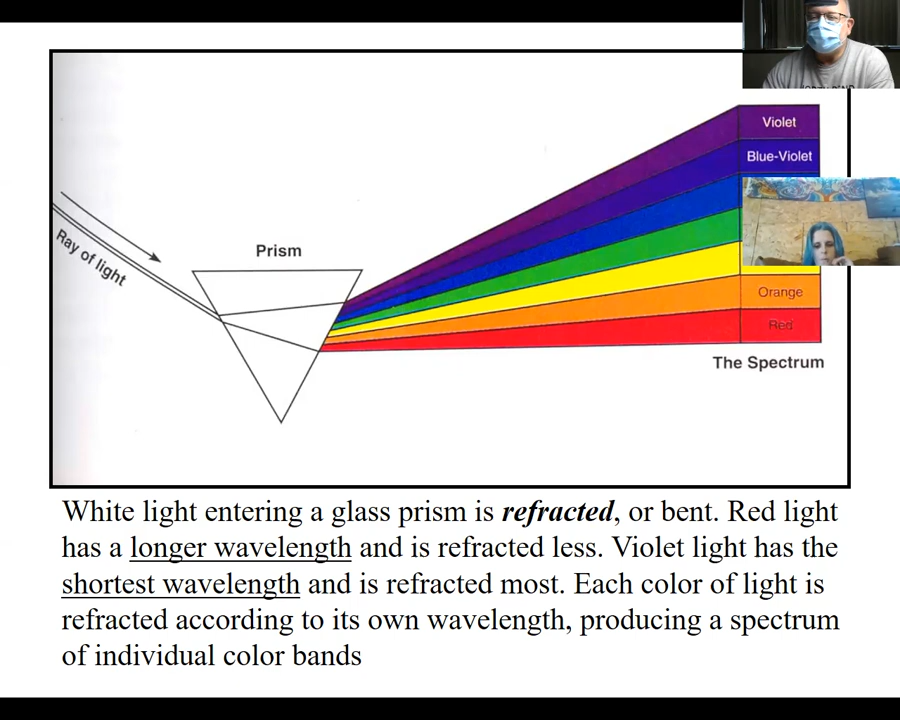 Violet
Blue-Violet
Ray of light
Prism
Orange
Red
The Spectrum
White light entering a glass prism is refracted, or bent. Red light
has a longer wavelength and is refracted less. Violet light has the
shortest wavelength and is refracted most. Each color of light is
refracted according to its own wavelength, producing a spectrum
of individual color bands